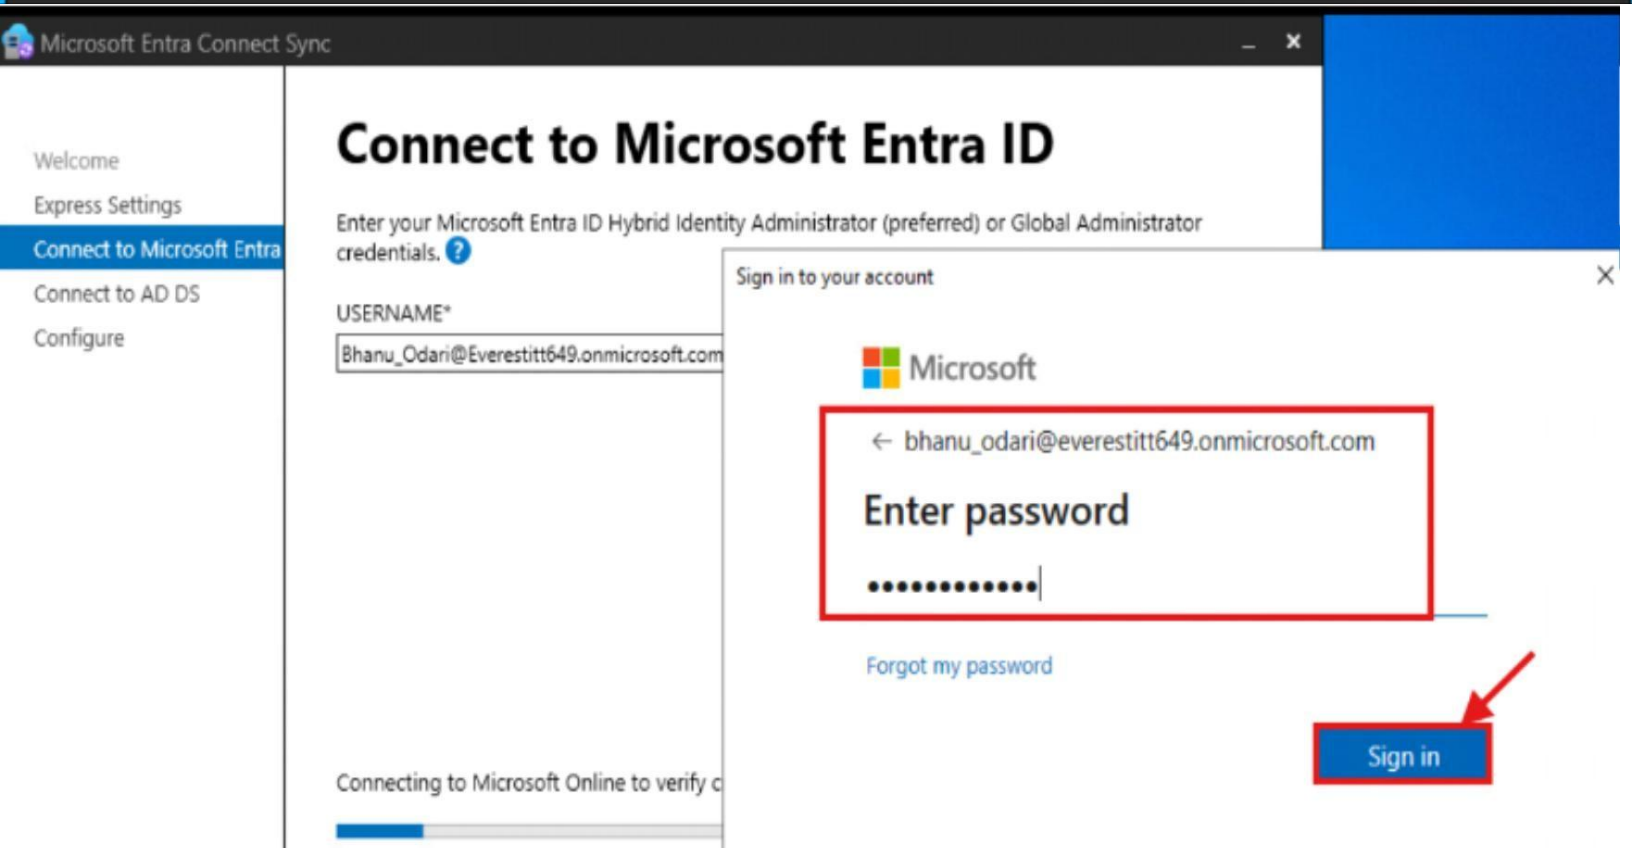 Microsoft Entra Connect Sync
Welcome
Express Settings
Connect to Microsoft Entra
Connect to AD DS
Configure
Connect to Microsoft Entra ID
Enter your Microsoft Entra ID Hybrid Identity Administrator (preferred) or Global Administrator
credentials. ?
USERNAME*
Bhanu_Odari@Everestitt649.onmicrosoft.com
Connecting to Microsoft Online to verify c
Sign in to your account
Microsoft
← bhanu_odari@everestitt649.onmicrosoft.com
Enter password
••••••••••••
Forgot my password
Sign in